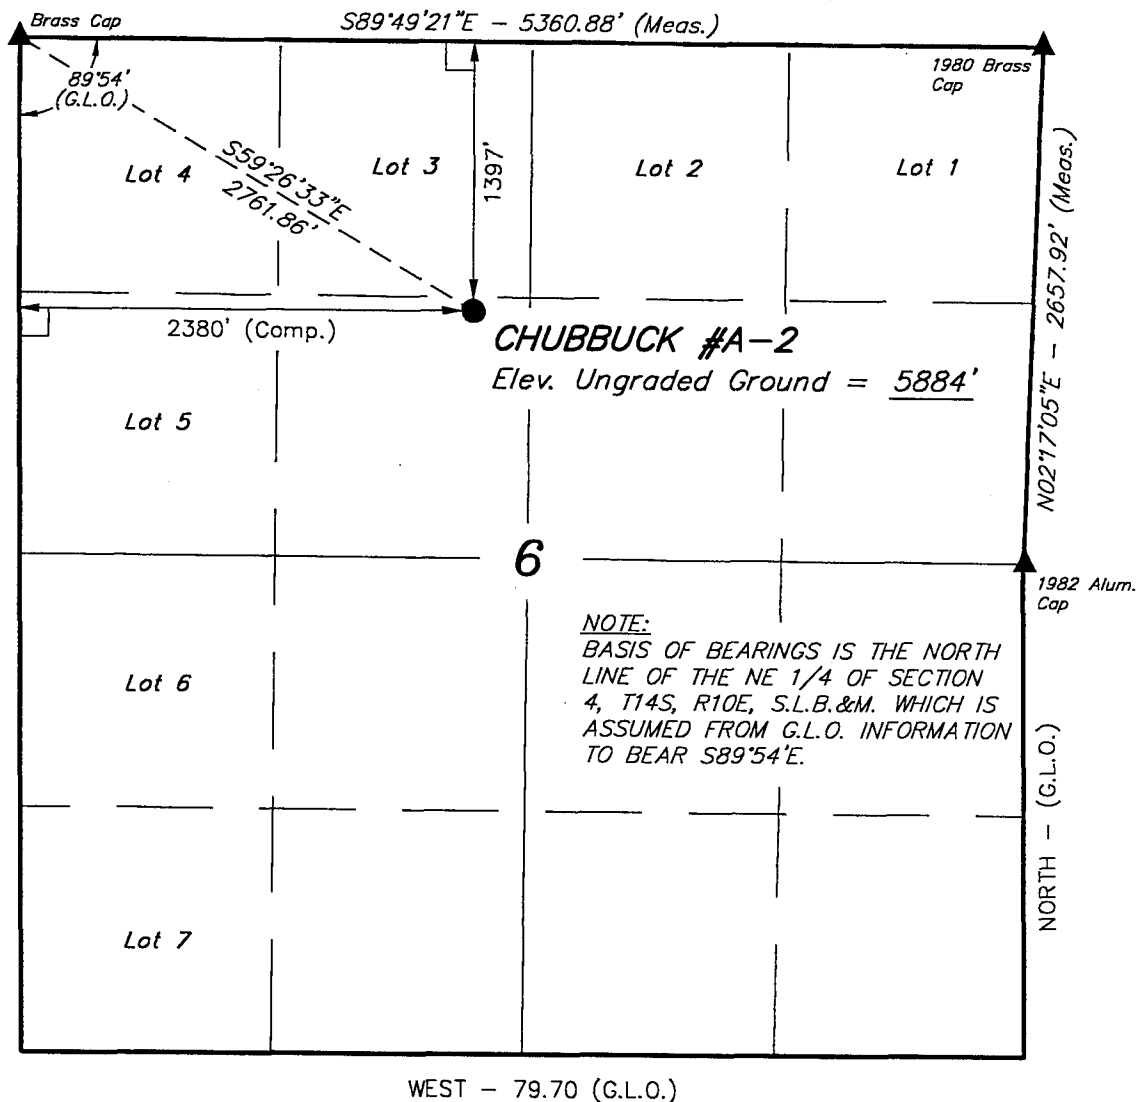 Brass Cap
S89°49'21"E - 5360.88' (Meas.)
1980 Brass
Cap
89°54'
(G.L.O.)
Lot 4
S59°26'33"E
2761.86'
Lot 3
1397'
Lot 2
Lot 1
N02°17'05"E - 2657.92' (Meas.)
2380' (Comp.)
CHUBBUCK #A-2
Elev. Ungraded Ground = 5884'
Lot 5
6
1982 Alum.
Cap
NOTE:
BASIS OF BEARINGS IS THE NORTH
LINE OF THE NE 1/4 OF SECTION
4, T14S, R10E, S.L.B.&M. WHICH IS
ASSUMED FROM G.L.O. INFORMATION
TO BEAR S89°54'E.
Lot 6
NORTH - (G.L.O.)
Lot 7
WEST - 79.70 (G.L.O.)